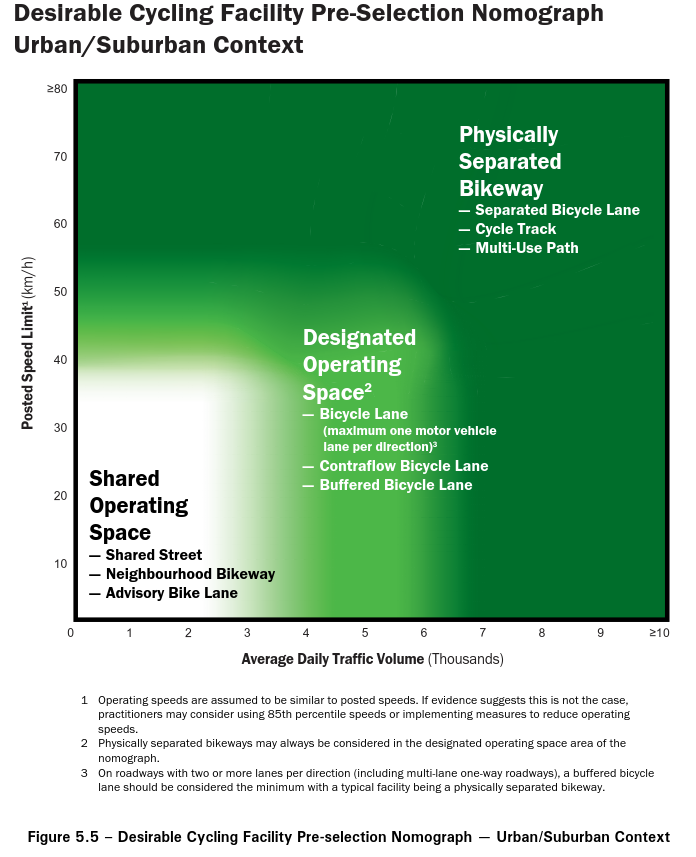 Desirable Cycling Facility Pre-Selection Nomograph
Urban/Suburban Context
≥80
70
60
50
40
30
20
10
Posted Speed Limit¹ (km/h)
Physically
Separated
Bikeway
— Separated Bicycle Lane
— Cycle Track
— Multi-Use Path
Designated
Operating
Space²
— Bicycle Lane
(maximum one motor vehicle
lane per direction)³
— Contraflow Bicycle Lane
— Buffered Bicycle Lane
Shared
Operating
Space
— Shared Street
— Neighbourhood Bikeway
— Advisory Bike Lane
0 1 2 3 4 5 6 7 8 9 ≥10
Average Daily Traffic Volume (Thousands)
1 Operating speeds are assumed to be similar to posted speeds. If evidence suggests this is not the case,
practitioners may consider using 85th percentile speeds or implementing measures to reduce operating
speeds.
2 Physically separated bikeways may always be considered in the designated operating space area of the
nomograph.
3 On roadways with two or more lanes per direction (including multi-lane one-way roadways), a buffered bicycle
lane should be considered the minimum with a typical facility being a physically separated bikeway.
Figure 5.5 – Desirable Cycling Facility Pre-selection Nomograph — Urban/Suburban Context